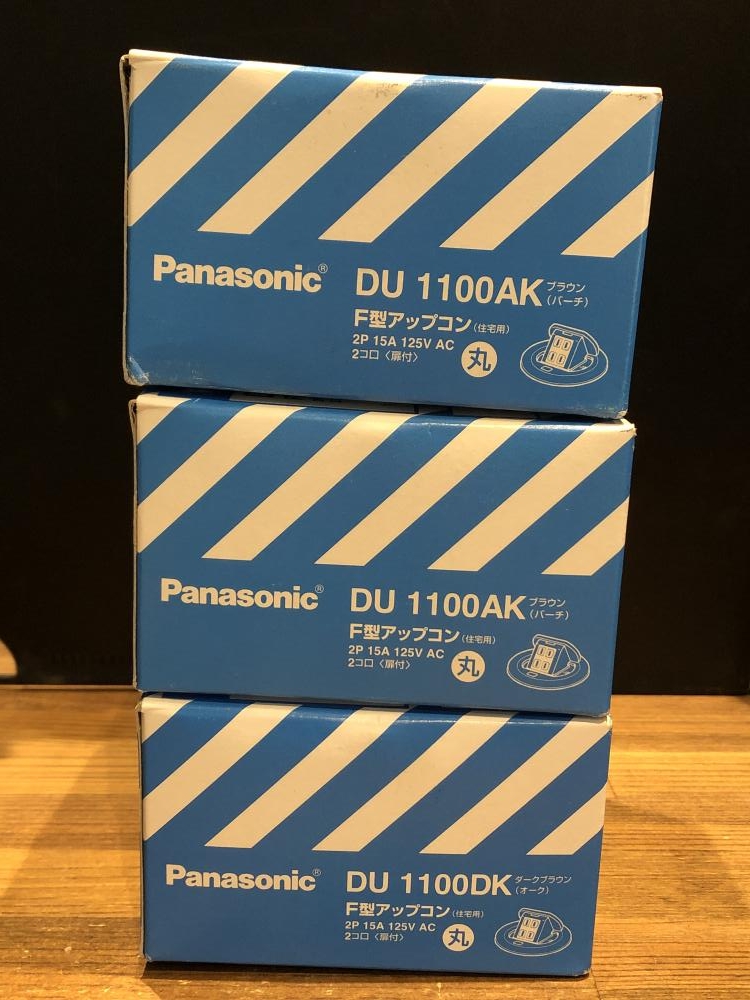 Panasonic®
DU 1100AK ブラウン
（バーチ）
F型アップコン（住宅用）
2P 15A 125V AC
2コ口〈扉付〉 丸
Panasonic®
DU 1100AK ブラウン
（バーチ）
F型アップコン（住宅用）
2P 15A 125V AC
2コ口〈扉付〉 丸
Panasonic®
DU 1100DK ダークブラウン
（オーク）
F型アップコン（住宅用）
2P 15A 125V AC
2コ口〈扉付〉 丸